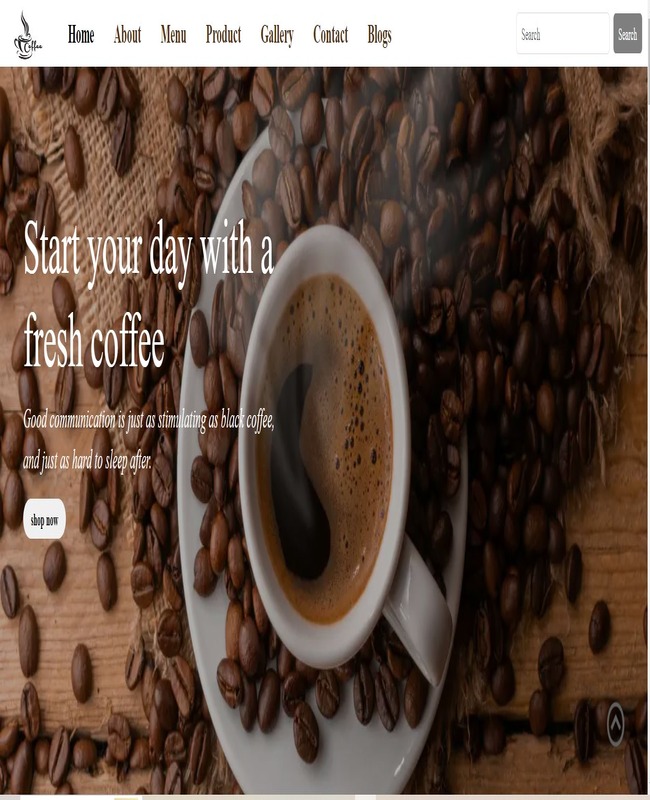 Coffee
Home About Menu Product Gallery Contact Blogs
Search Search
Start your day with a
fresh coffee
Good communication is just as stimulating as black coffee,
and just as hard to sleep after.
shop now